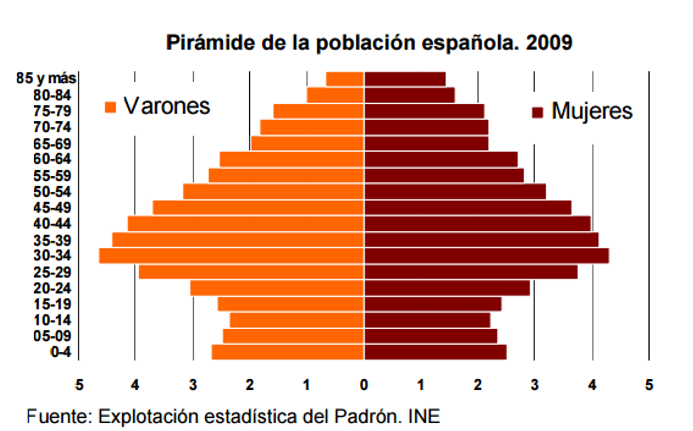 Pirámide de la población española. 2009
85 y más
80-84
75-79
70-74
65-69
60-64
55-59
50-54
45-49
40-44
35-39
30-34
25-29
20-24
15-19
10-14
05-09
0-4
Varones
Mujeres
5 4 3 2 1 0 1 2 3 4 5
Fuente: Explotación estadística del Padrón. INE